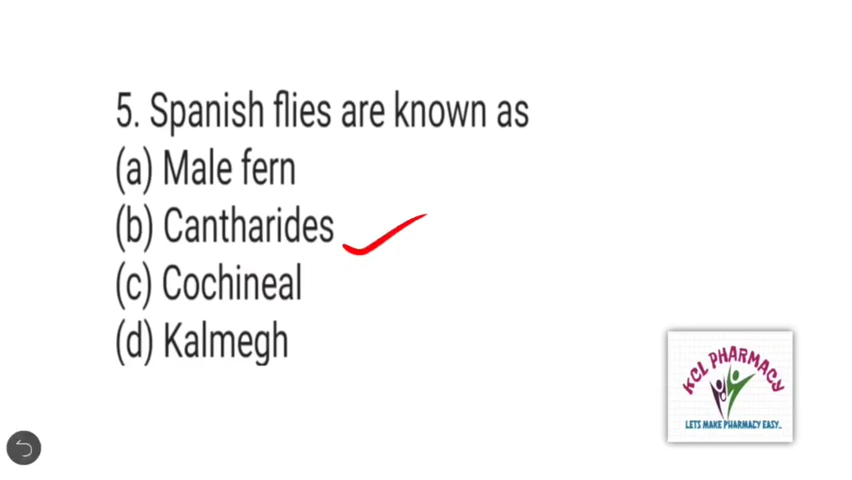 5. Spanish flies are known as
(a) Male fern
(b) Cantharides
(c) Cochineal
(d) Kalmegh
KCL PHARMACY
LETS MAKE PHARMACY EASY..